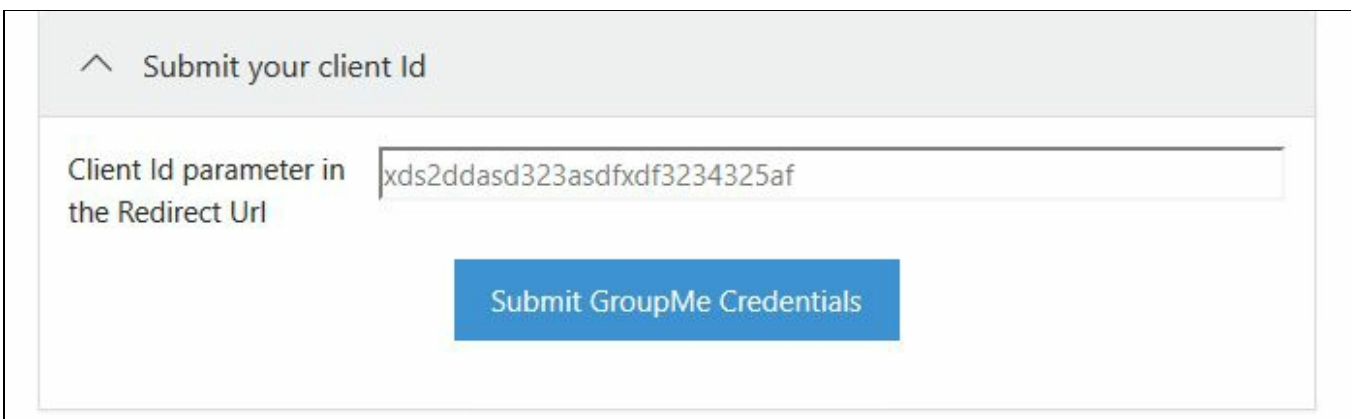 Submit your client Id
Client Id parameter in
the Redirect Url
xds2ddasd323asdfxdf3234325af
Submit GroupMe Credentials